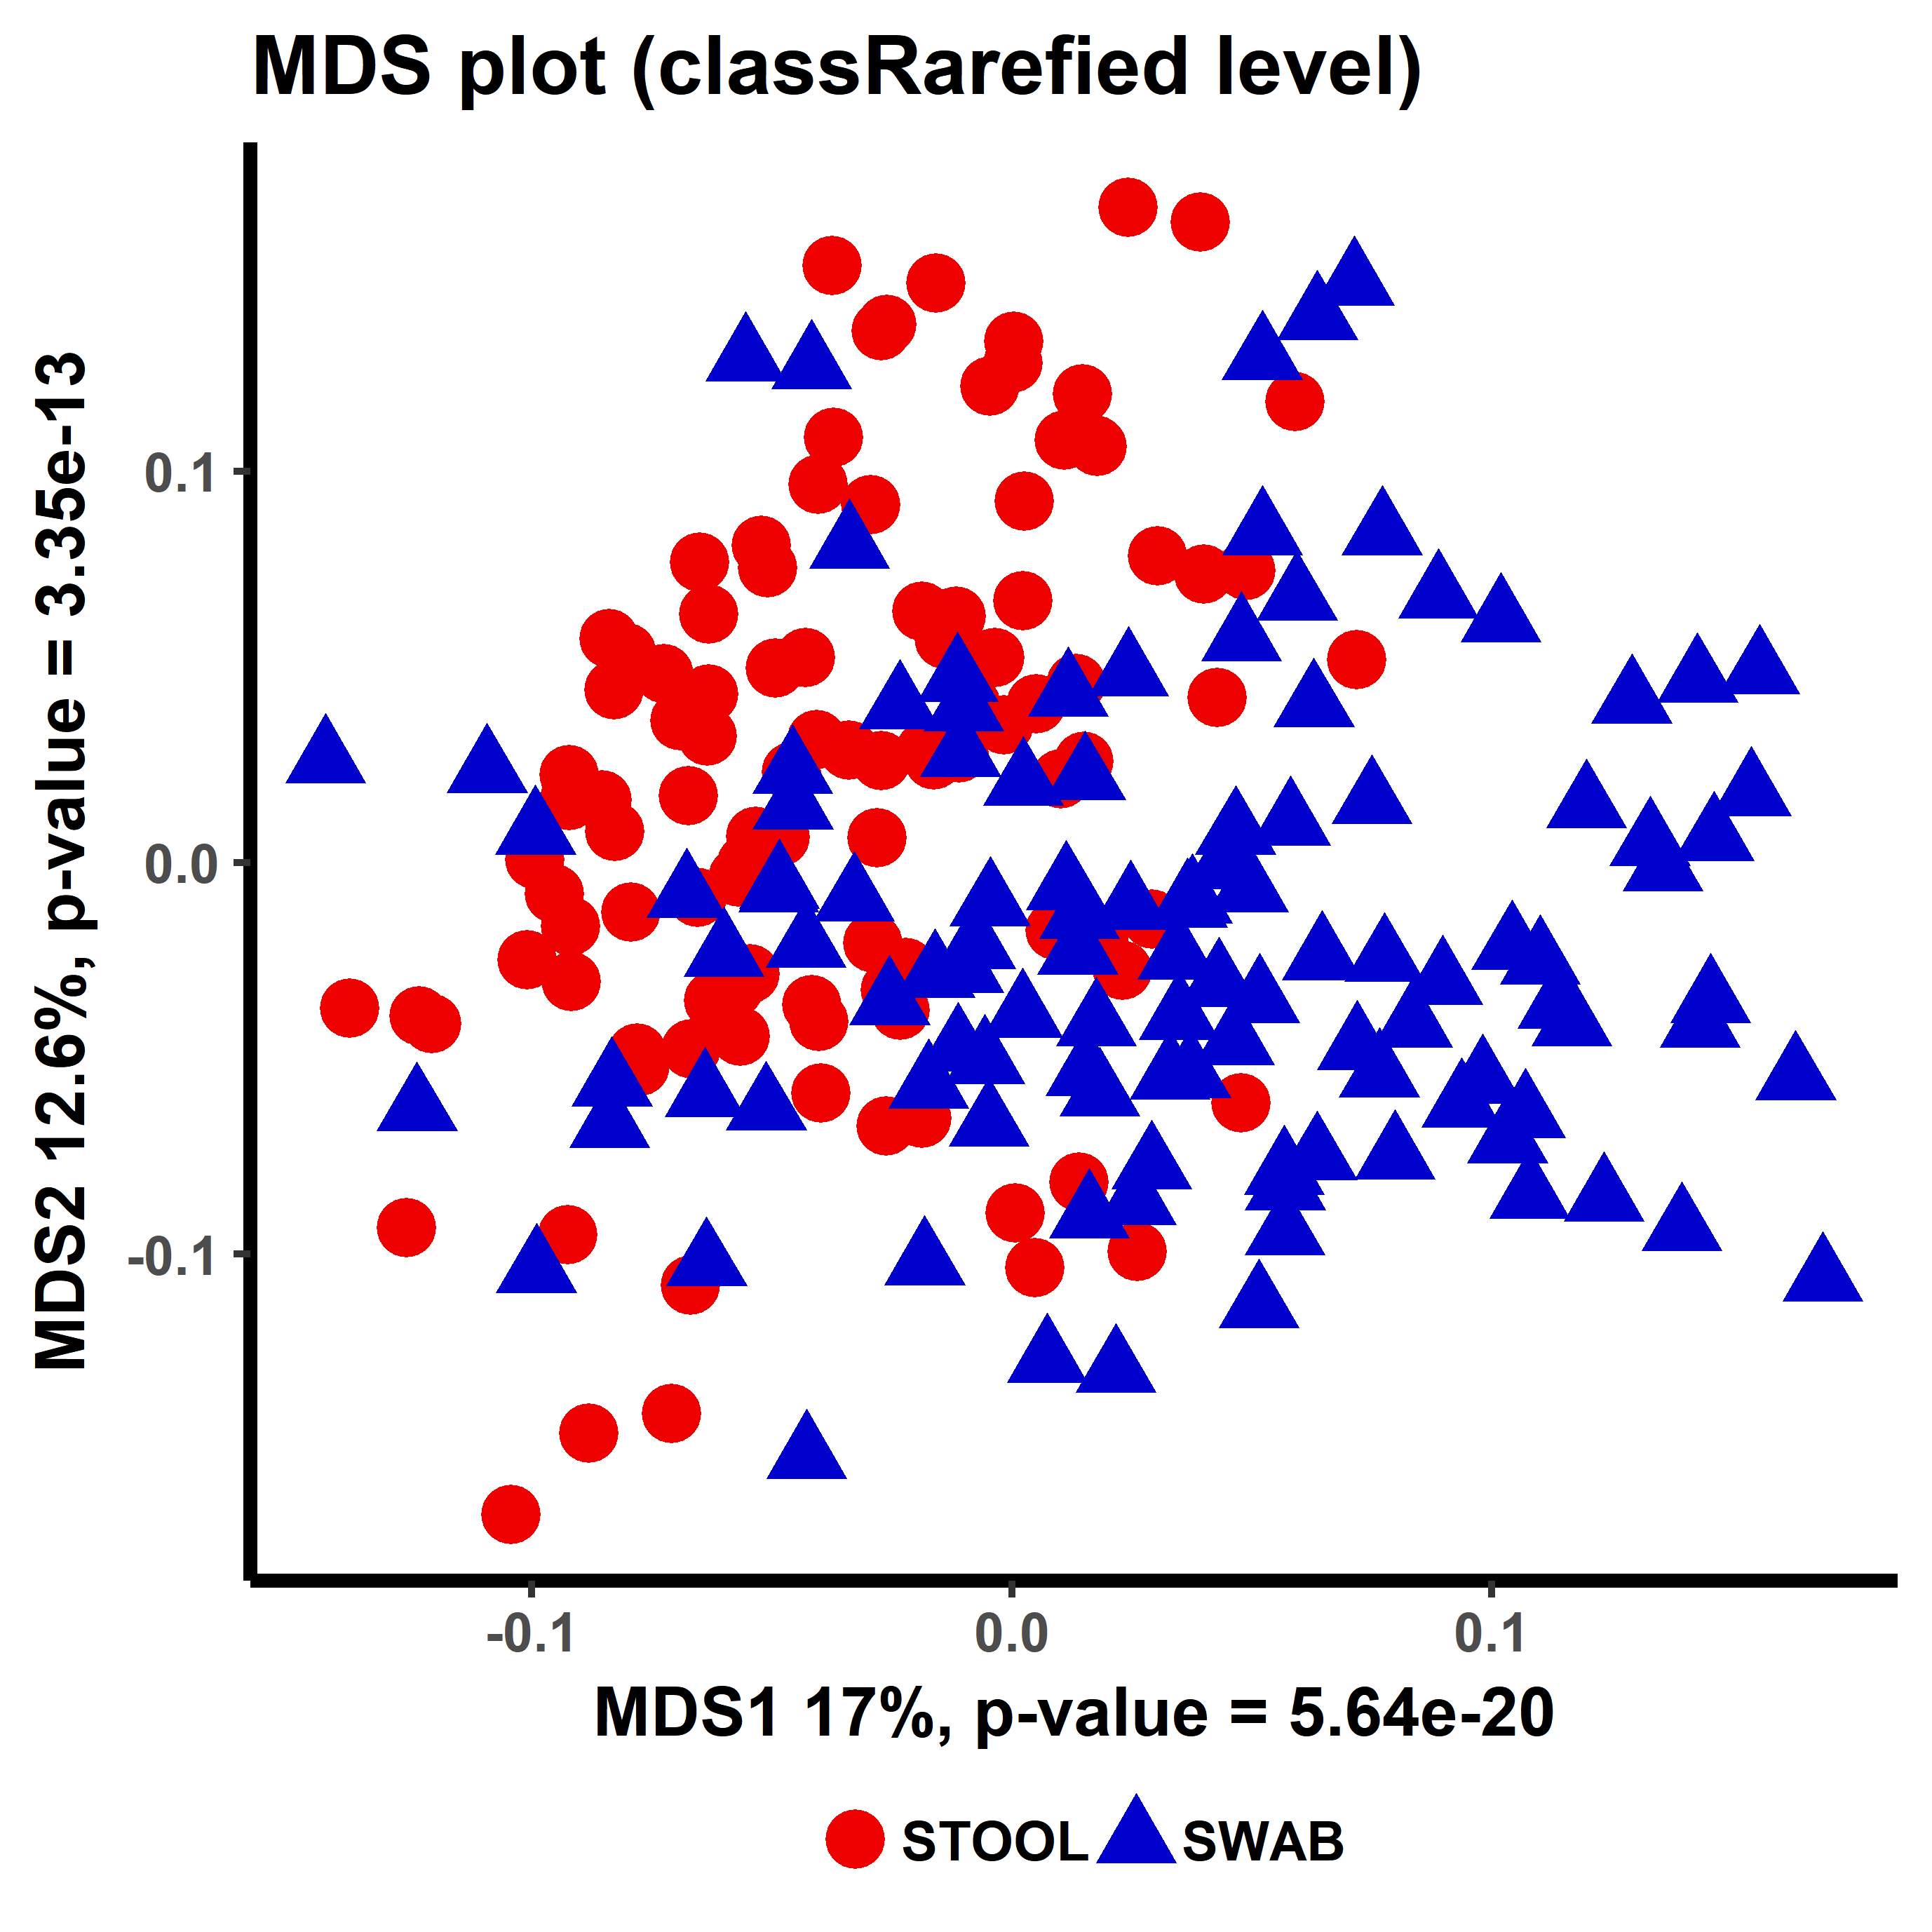 MDS plot (classRarefied level)
MDS2 12.6%, p-value = 3.35e-13
0.1
0.0
-0.1
-0.1
0.0
0.1
MDS1 17%, p-value = 5.64e-20
STOOL
SWAB